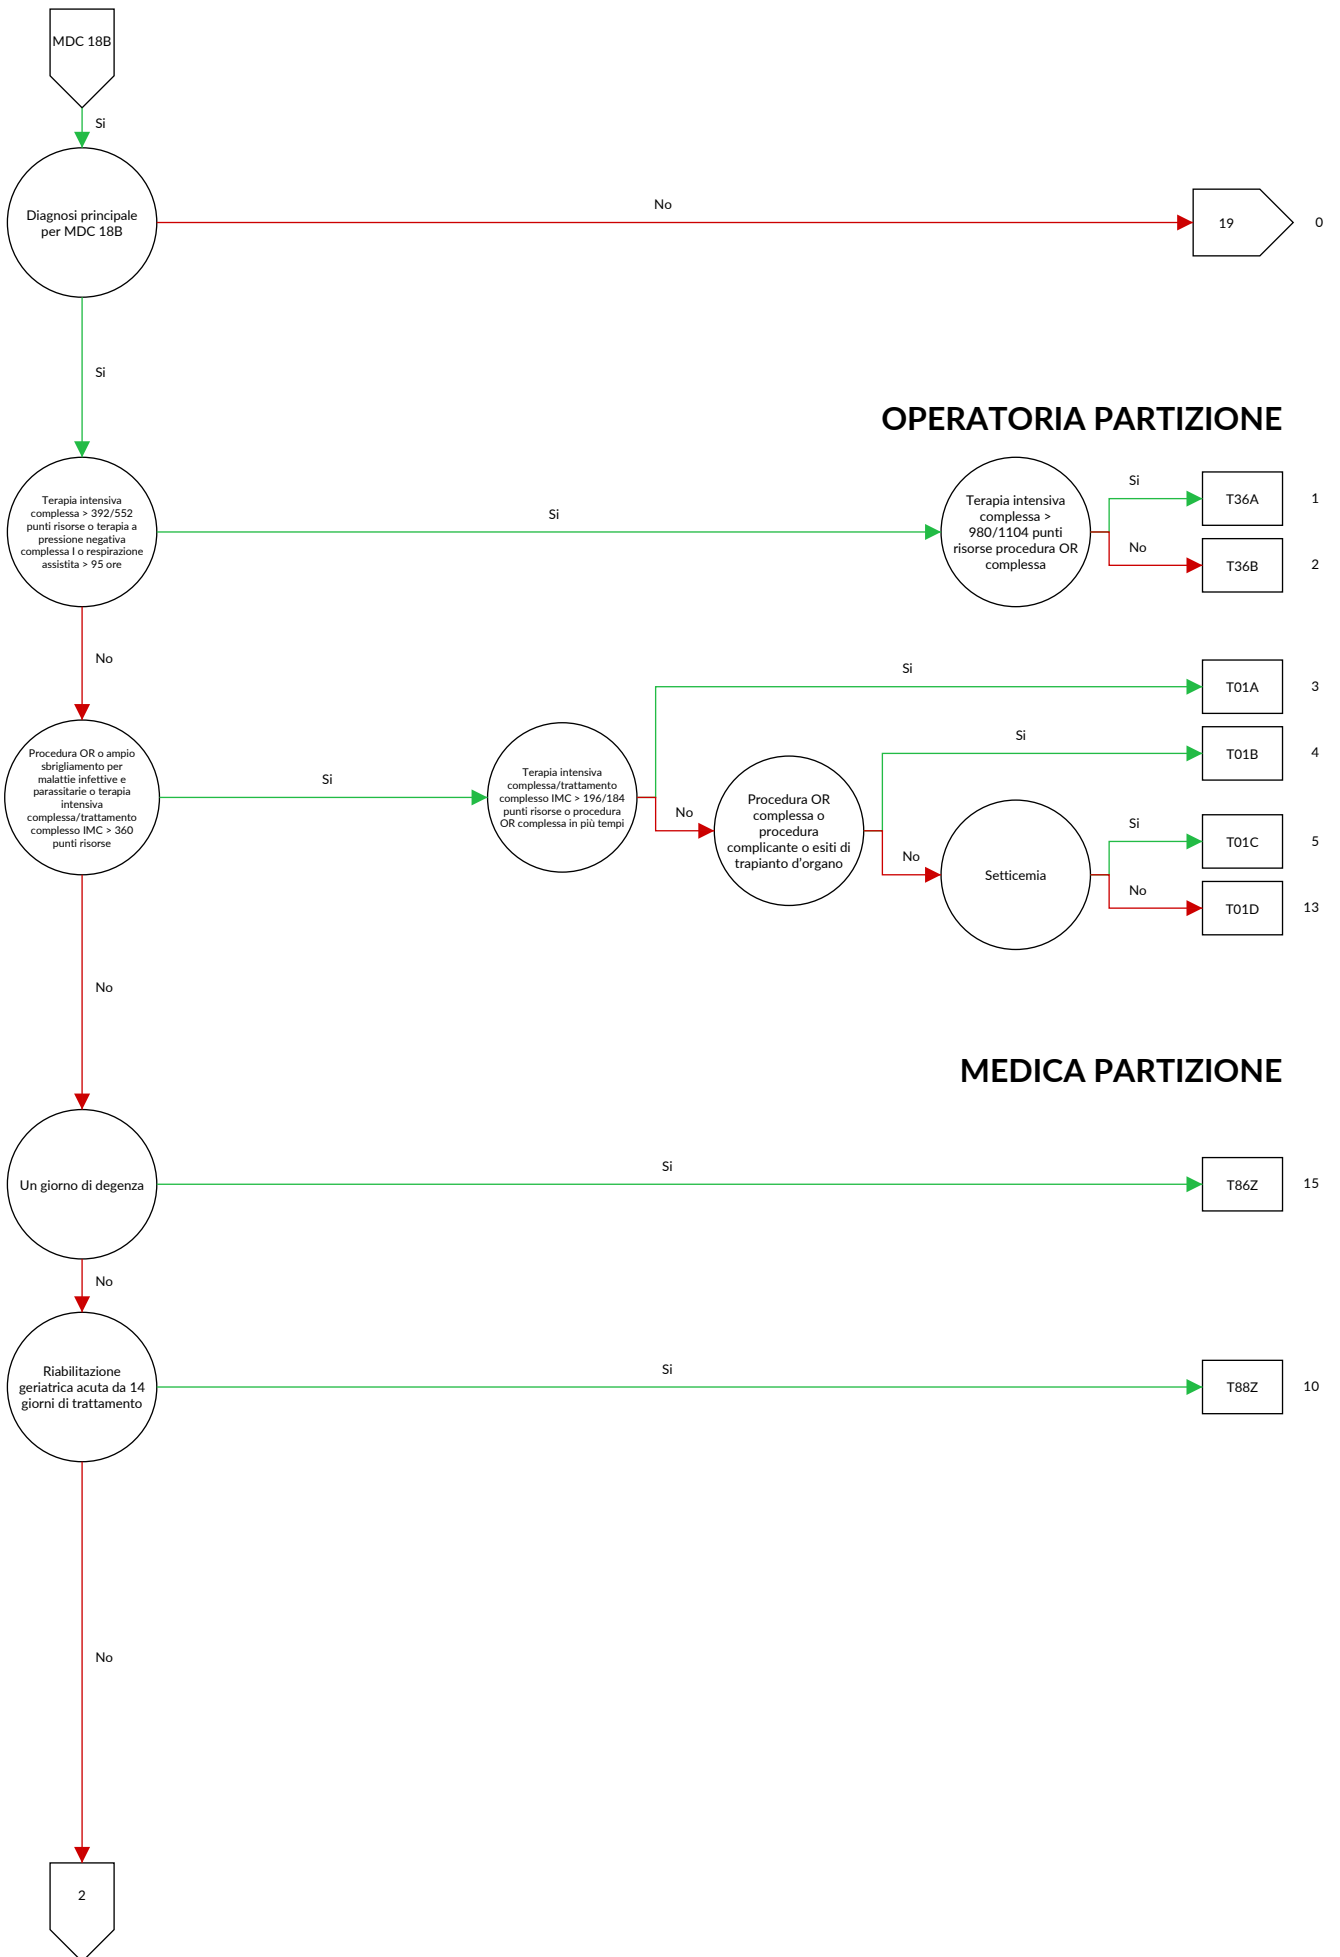 MDC 18B
Si
Diagnosi principale
per MDC 18B
No
19
0
Si
OPERATORIA PARTIZIONE
Terapia intensiva
complessa > 392/552
punti risorse o terapia a
pressione negativa
complessa I o respirazione
assistita > 95 ore
Si
Terapia intensiva
complessa >
980/1104 punti
risorse procedura OR
complessa
Si
T36A
1
No
T36B
2
No
Procedura OR o ampio
sbrigliamento per
malattie infettive e
parassitarie o terapia
intensiva
complessa/trattamento
complesso IMC > 360
punti risorse
Si
Terapia intensiva
complessa/trattamento
complesso IMC > 196/184
punti risorse o procedura
OR complessa in più tempi
Si
T01A
3
No
Procedura OR
complessa o
procedura
complicante o esiti di
trapianto d'organo
Si
T01B
4
No
Setticemia
Si
T01C
5
No
T01D
13
No
MEDICA PARTIZIONE
Un giorno di degenza
Si
T86Z
15
No
Riabilitazione
geriatrica acuta da 14
giorni di trattamento
Si
T88Z
10
No
2